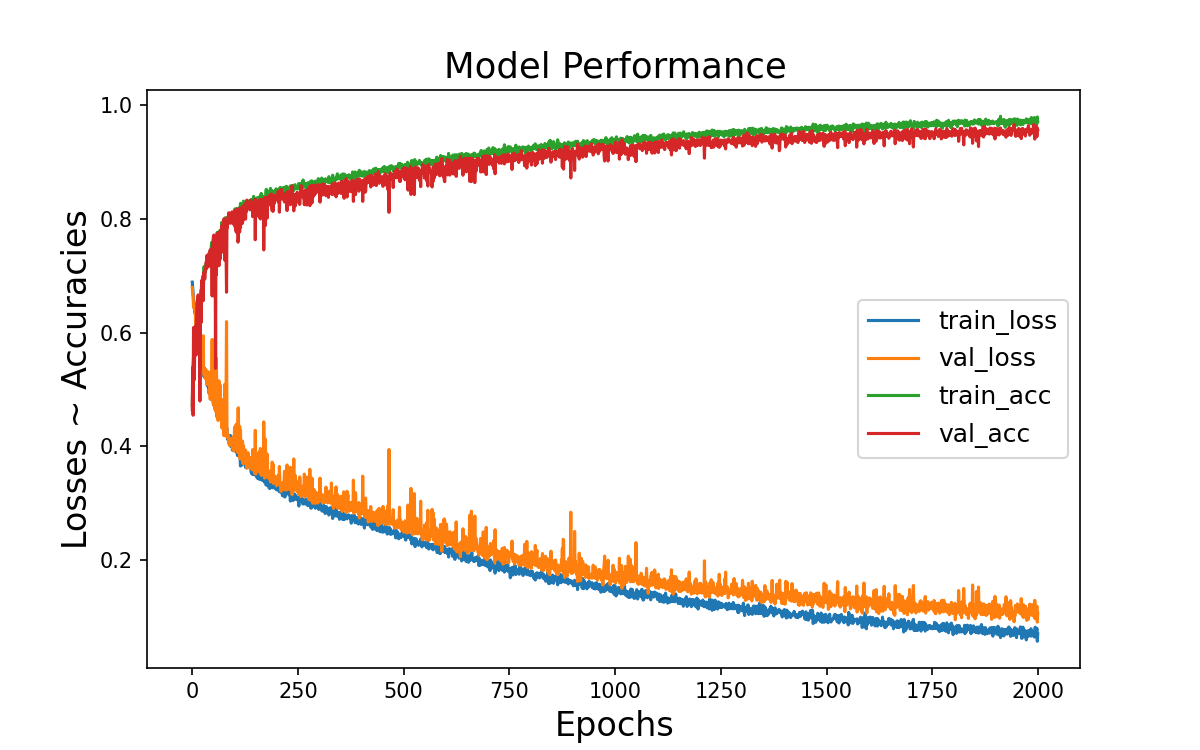 Model Performance
1.0
0.8
0.6
0.4
0.2
Losses ~ Accuracies
train_loss
val_loss
train_acc
val_acc
0 250 500 750 1000 1250 1500 1750 2000
Epochs